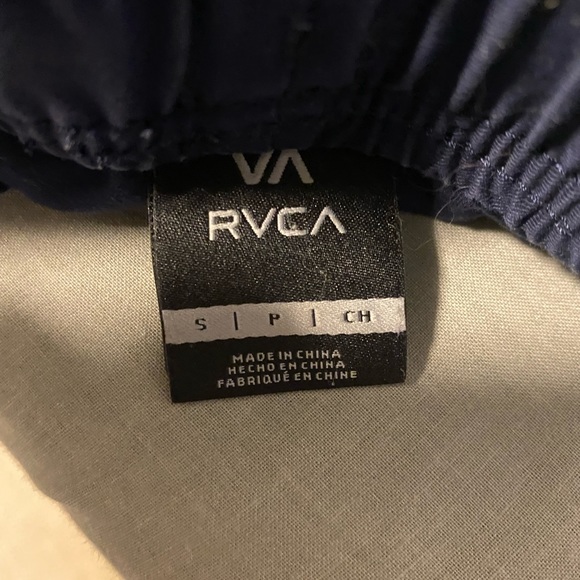 VA
RVCA
S | P | CH
MADE IN CHINA
HECHO EN CHINA
FABRIQUÉ EN CHINE